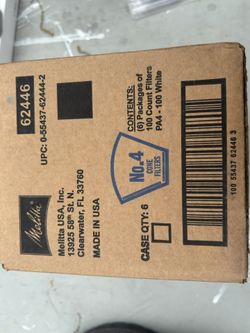 62446
UPC: 0-55437-62444-2
Melitta
Melitta USA, Inc.
13925 58th St. N.
Clearwater, FL 33760
MADE IN USA
CONTENTS:
(6) Packages of
100 Count Filters
PA4 - 100 White
No.4
CONE
FILTERS
CASE QTY: 6
100 55437 62446 3